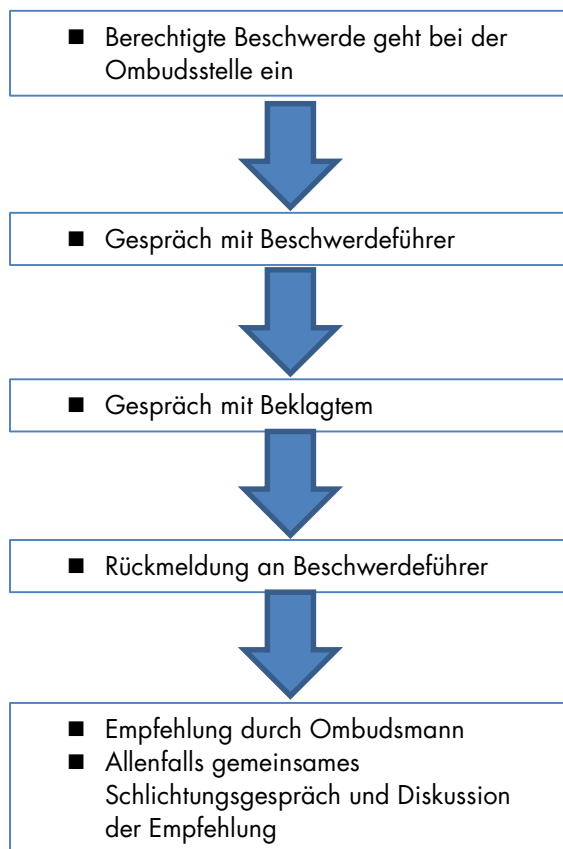 ■ Berechtigte Beschwerde geht bei der
Ombudsstelle ein
■ Gespräch mit Beschwerdeführer
■ Gespräch mit Beklagtem
■ Rückmeldung an Beschwerdeführer
■ Empfehlung durch Ombudsmann
■ Allenfalls gemeinsames
Schlichtungsgespräch und Diskussion
der Empfehlung